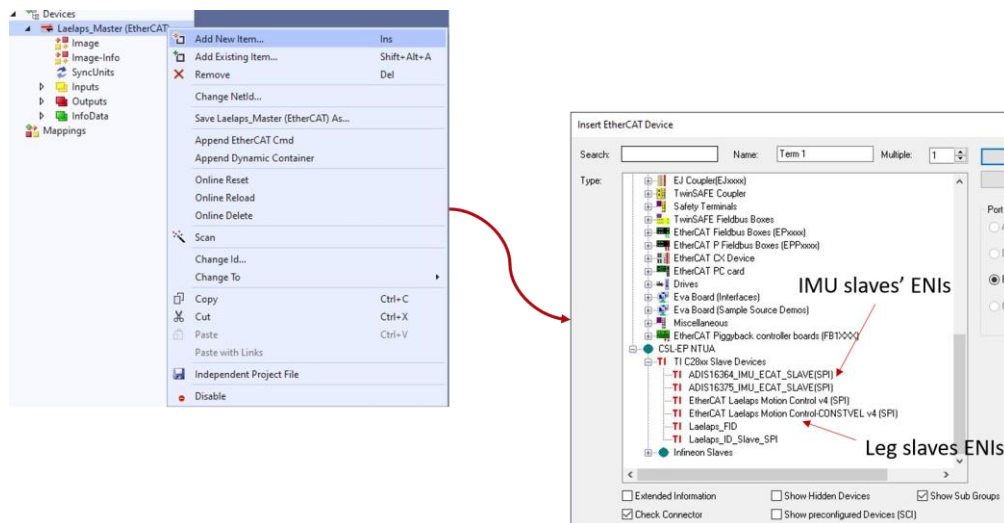 Devices
Laelaps_Master (EtherCAT)
Image
Image-Info
SyncUnits
Inputs
Outputs
InfoData
Mappings
Add New Item... Ins
Add Existing Item... Shift+Alt+A
Remove Del
Change NetId...
Save Laelaps_Master (EtherCAT) As...
Append EtherCAT Cmd
Append Dynamic Container
Online Reset
Online Reload
Online Delete
Scan
Change Id...
Change To
Copy Ctrl+C
Cut Ctrl+X
Paste Ctrl+V
Paste with Links
Independent Project File
Disable
Insert EtherCAT Device
Search: Name: Term 1 Multiple: 1
Type:
EJ Coupler(EJxxxx)
TwinSAFE Coupler
Safety Terminals
TwinSAFE Fieldbus Boxes
EtherCAT Fieldbus Boxes (EPxxxx)
EtherCAT P Fieldbus Boxes (EPPxxxx)
EtherCAT CX Device
EtherCAT PC card
Drives
Eva Board (Interfaces)
Eva Board (Sample Source Demos)
Miscellaneous
EtherCAT Piggyback controller boards (FB1XXX)
CSL-EP NTUA
TI TI C28xx Slave Devices
TI ADIS16364_IMU_ECAT_SLAVE(SPI)
TI ADIS16375_IMU_ECAT_SLAVE(SPI)
TI EtherCAT Laelaps Motion Control v4 (SPI)
TI EtherCAT Laelaps Motion Control-CONSTVEL v4 (SPI)
TI Laelaps_FID
TI Laelaps_ID_Slave_SPI
Infineon Slaves
Port
IMU slaves' ENIs
Leg slaves ENIs
Extended Information Show Hidden Devices Show Sub Groups
Check Connector Show preconfigured Devices (SCI)